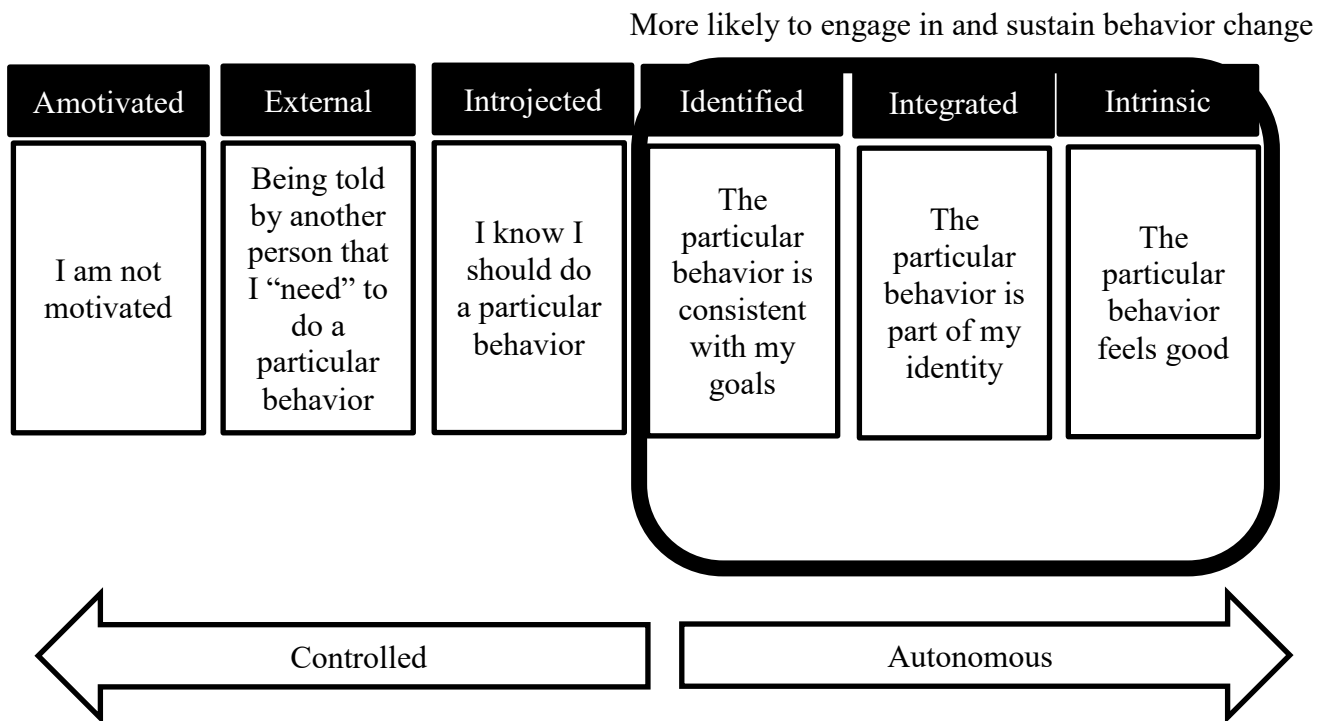 More likely to engage in and sustain behavior change
Amotivated
External
Introjected
Identified
Integrated
Intrinsic
I am not
motivated
Being told
by another
person that
I “need” to
do a
particular
behavior
I know I
should do
a particular
behavior
The
particular
behavior is
consistent
with my
goals
The
particular
behavior is
part of my
identity
The
particular
behavior
feels good
Controlled
Autonomous